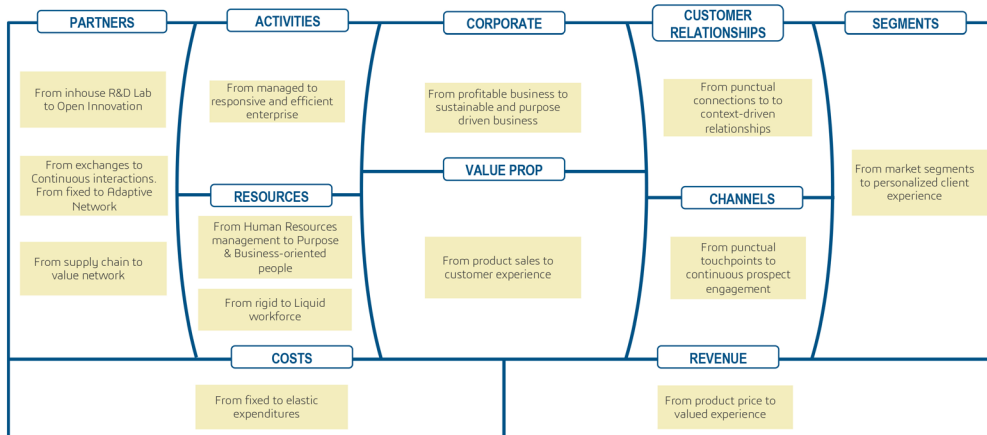 PARTNERS
From inhouse R&D Lab
to Open Innovation
From exchanges to
Continuous interactions.
From fixed to Adaptive
Network
From supply chain to
value network
ACTIVITIES
From managed to
responsive and efficient
enterprise
RESOURCES
From Human Resources
management to Purpose
& Business-oriented
people
From rigid to Liquid
workforce
CORPORATE
From profitable business to
sustainable and purpose
driven business
VALUE PROP
From product sales to
customer experience
CUSTOMER
RELATIONSHIPS
From punctual
connections to to
context-driven
relationships
CHANNELS
From punctual
touchpoints to
continuous prospect
engagement
SEGMENTS
From market segments
to personalized client
experience
COSTS
From fixed to elastic
expenditures
REVENUE
From product price to
valued experience